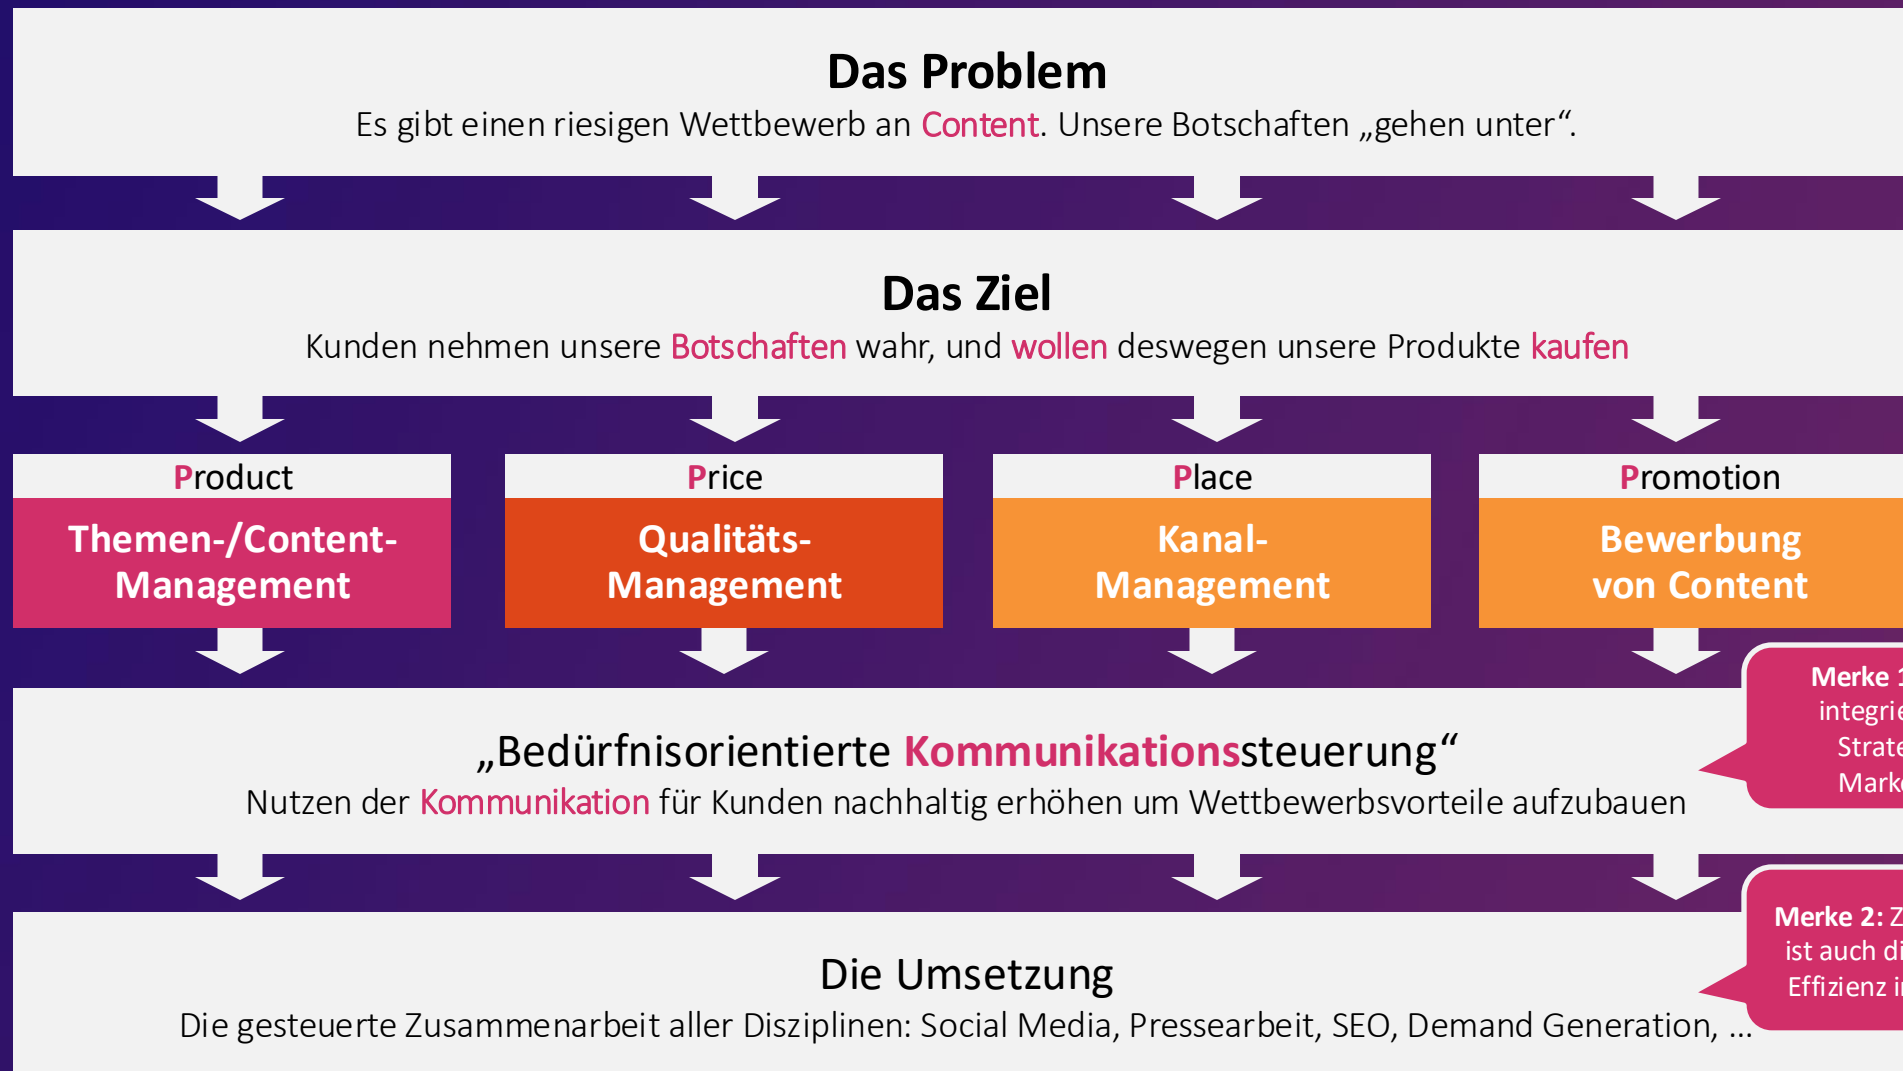 Das Problem
Es gibt einen riesigen Wettbewerb an Content. Unsere Botschaften „gehen unter“.
Das Ziel
Kunden nehmen unsere Botschaften wahr, und wollen deswegen unsere Produkte kaufen
Product
Themen-/Content-
Management
Price
Qualitäts-
Management
Place
Kanal-
Management
Promotion
Bewerbung
von Content
„Bedürfnisorientierte Kommunikationssteuerung“
Nutzen der Kommunikation für Kunden nachhaltig erhöhen um Wettbewerbsvorteile aufzubauen
Merke
Die Umsetzung
Die gesteuerte Zusammenarbeit aller Disziplinen: Social Media, Pressearbeit, SEO, Demand Generation, ...
Merke 2:
ist auch
Effizienz